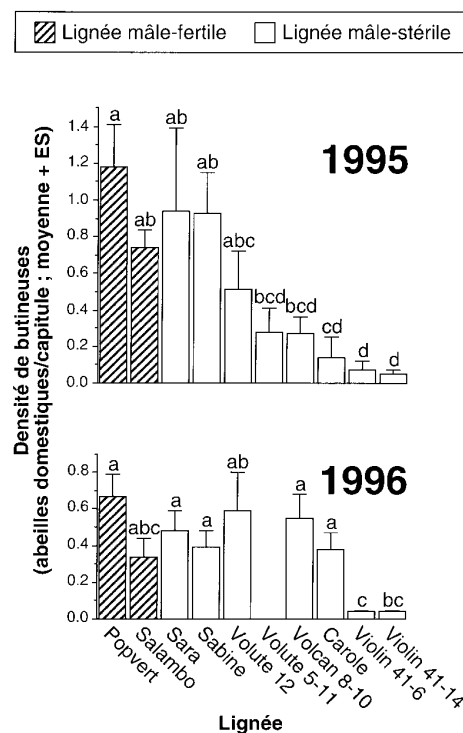 Lignée mâle-fertile Lignée mâle-stérile
Densité de butineuses
(abeilles domestiques/capitule ; moyenne + ES)
1995
1.4
1.2
1.0
0.8
0.6
0.4
0.2
0.0
a
ab
ab
ab
abc
bcd
bcd
cd
d
d
1996
0.8
0.6
0.4
0.2
0.0
a
abc
a
a
ab
a
a
c
bc
Popvert
Salambo
Sara
Sabine
Volute 12
Volute 5-11
Volcan 8-10
Carole
Violin 41-6
Violin 41-14
Lignée